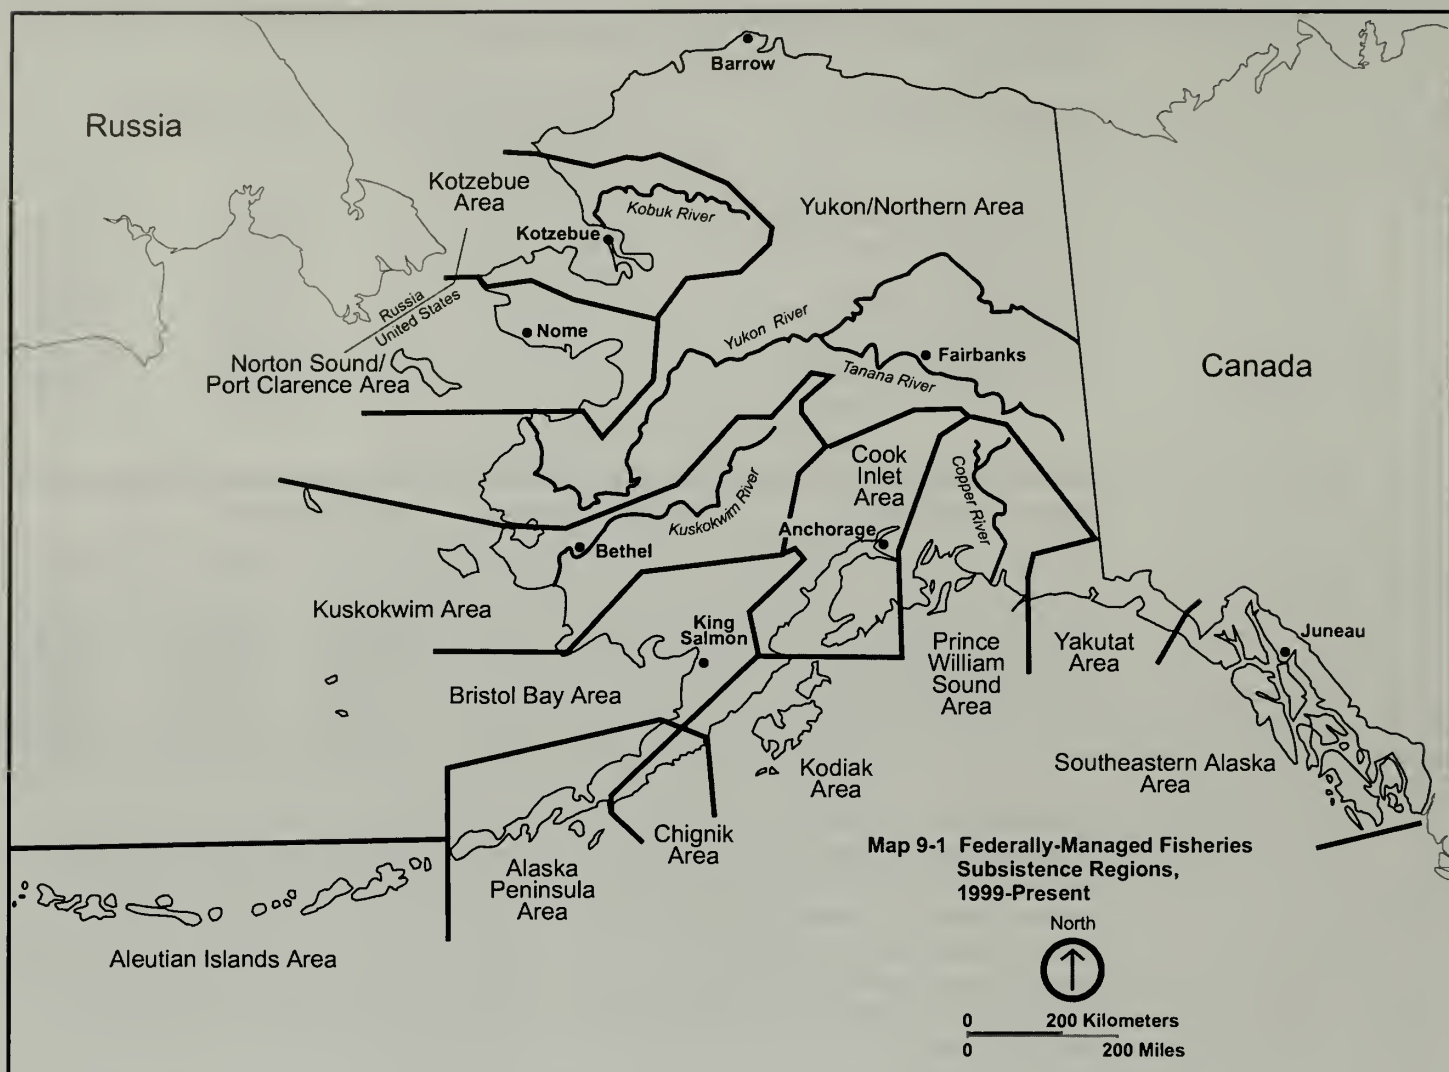 Barrow
Russia
Kotzebue
Area
Kobuk River
Yukon/Northern Area
Kotzebue
Russia
United States
Nome
Yukon River
Fairbanks
Norton Sound/
Port Clarence Area
Tanana River
Canada
Cook
Inlet
Area
Copper River
Kuskokwim River
Anchorage
Bethel
Kuskokwim Area
King
Salmon
Prince
William
Sound
Area
Yakutat
Area
Juneau
Bristol Bay Area
Kodiak
Area
Southeastern Alaska
Area
Chignik
Area
Alaska
Peninsula
Area
Aleutian Islands Area
Map 9-1 Federally-Managed Fisheries
Subsistence Regions,
1999-Present
North
0 200 Kilometers
0 200 Miles